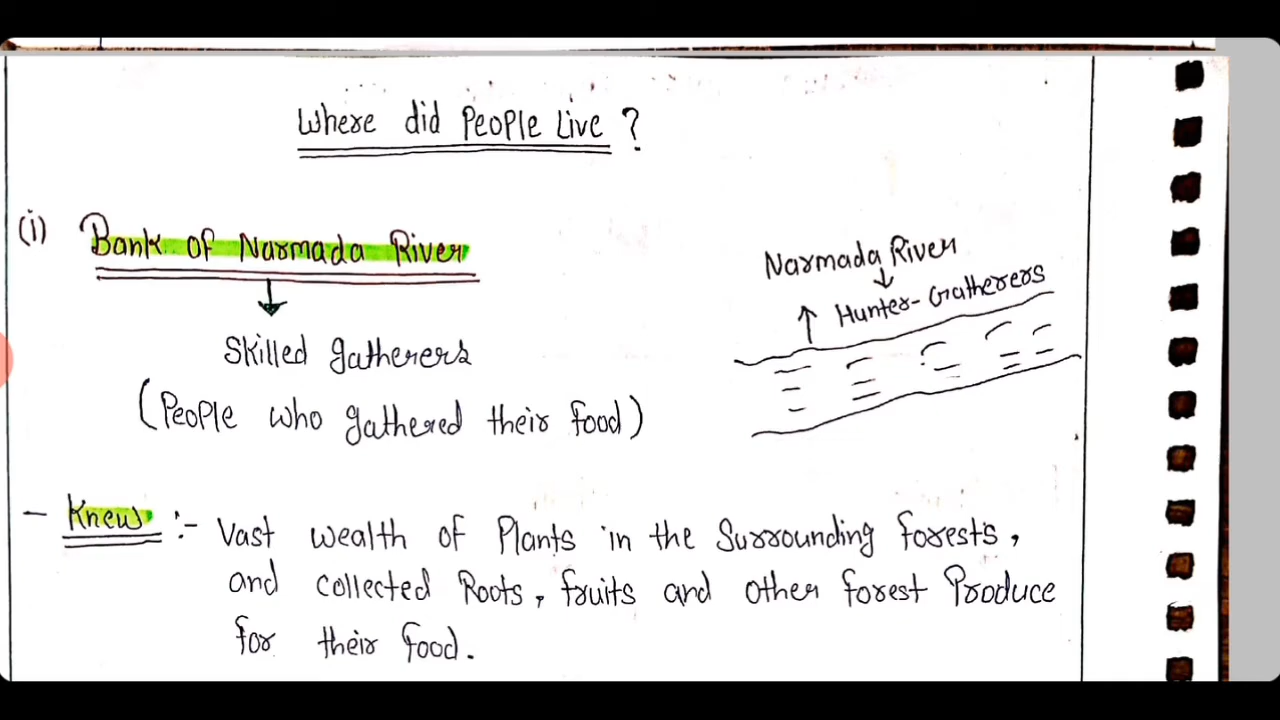 Where did People Live ?
(i) Bank of Narmada River
Narmada River
Hunter-Gatherers
Skilled gatherers
(People who gathered their food)
- Knew :- Vast wealth of Plants in the Surrounding forests,
and collected Roots, fruits and other forest Produce
for their food.